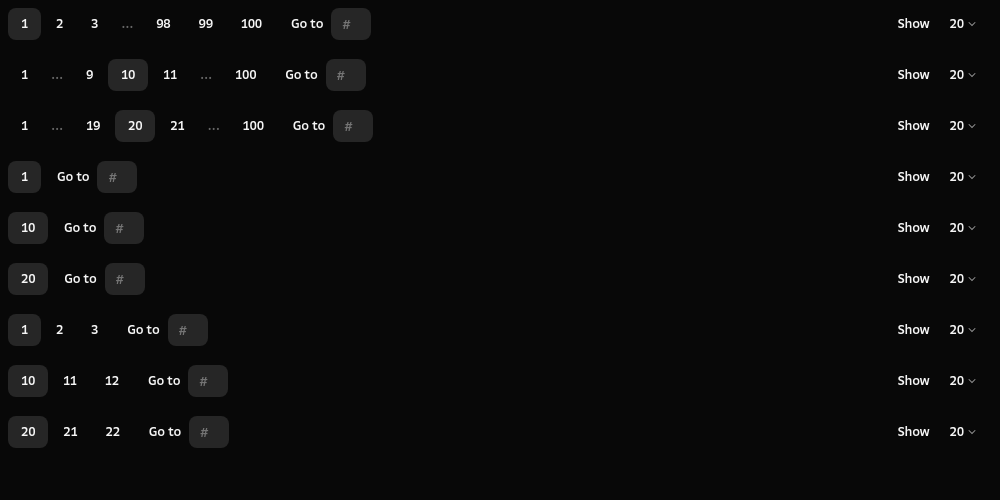 1 2 3 ... 98 99 100 Go to # Show 20
1 ... 9 10 11 ... 100 Go to # Show 20
1 ... 19 20 21 ... 100 Go to # Show 20
1 Go to # Show 20
10 Go to # Show 20
20 Go to # Show 20
1 2 3 Go to # Show 20
10 11 12 Go to # Show 20
20 21 22 Go to # Show 20